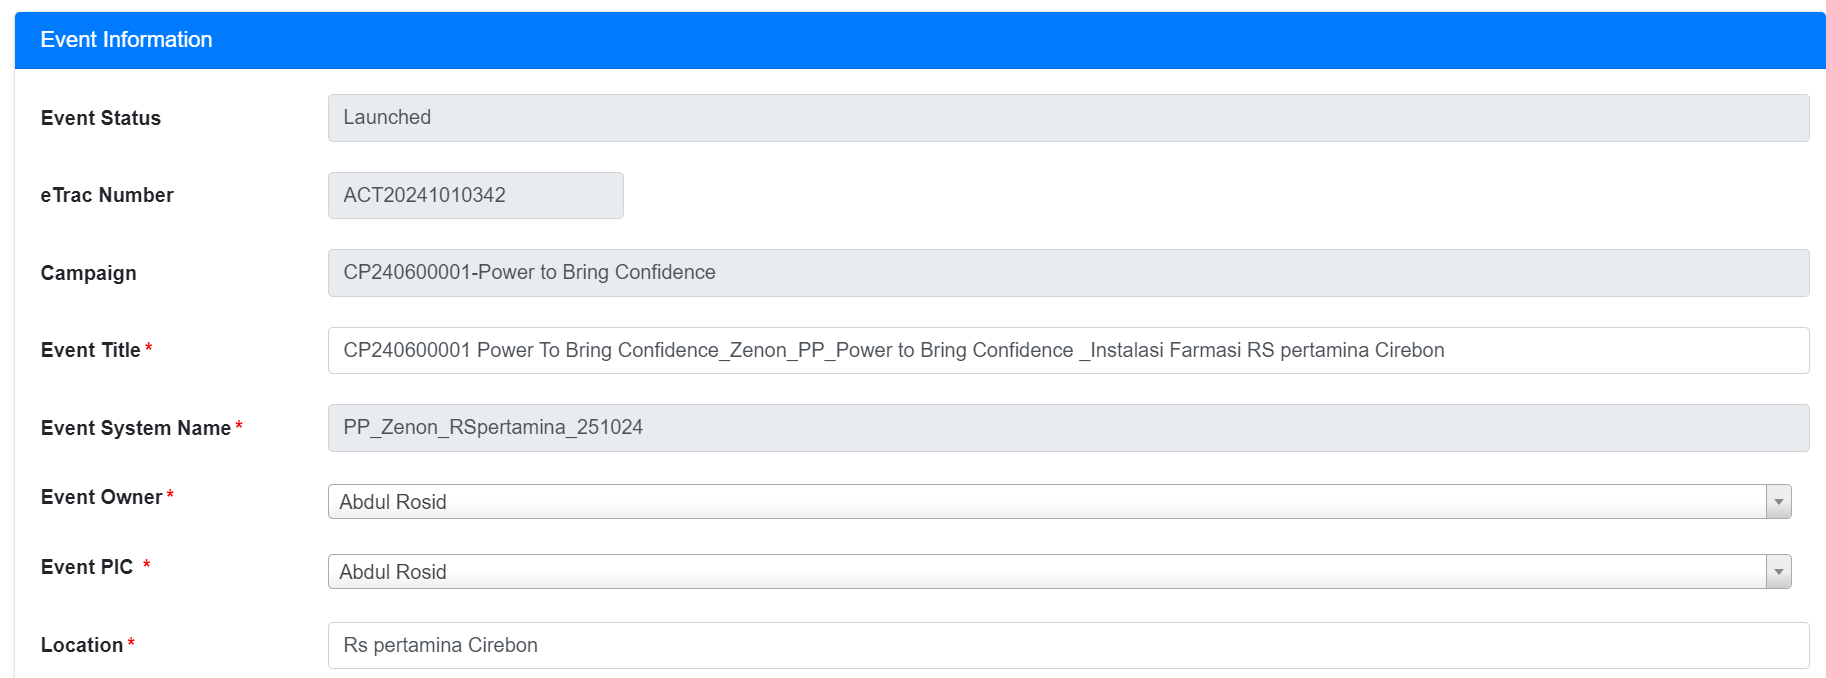 Event Information
Event Status
Launched
eTrac Number
ACT20241010342
Campaign
CP240600001-Power to Bring Confidence
Event Title*
CP240600001 Power To Bring Confidence_Zenon_PP_Power to Bring Confidence _Instalasi Farmasi RS pertamina Cirebon
Event System Name*
PP_Zenon_RSpertamina_251024
Event Owner*
Abdul Rosid
Event PIC *
Abdul Rosid
Location*
Rs pertamina Cirebon